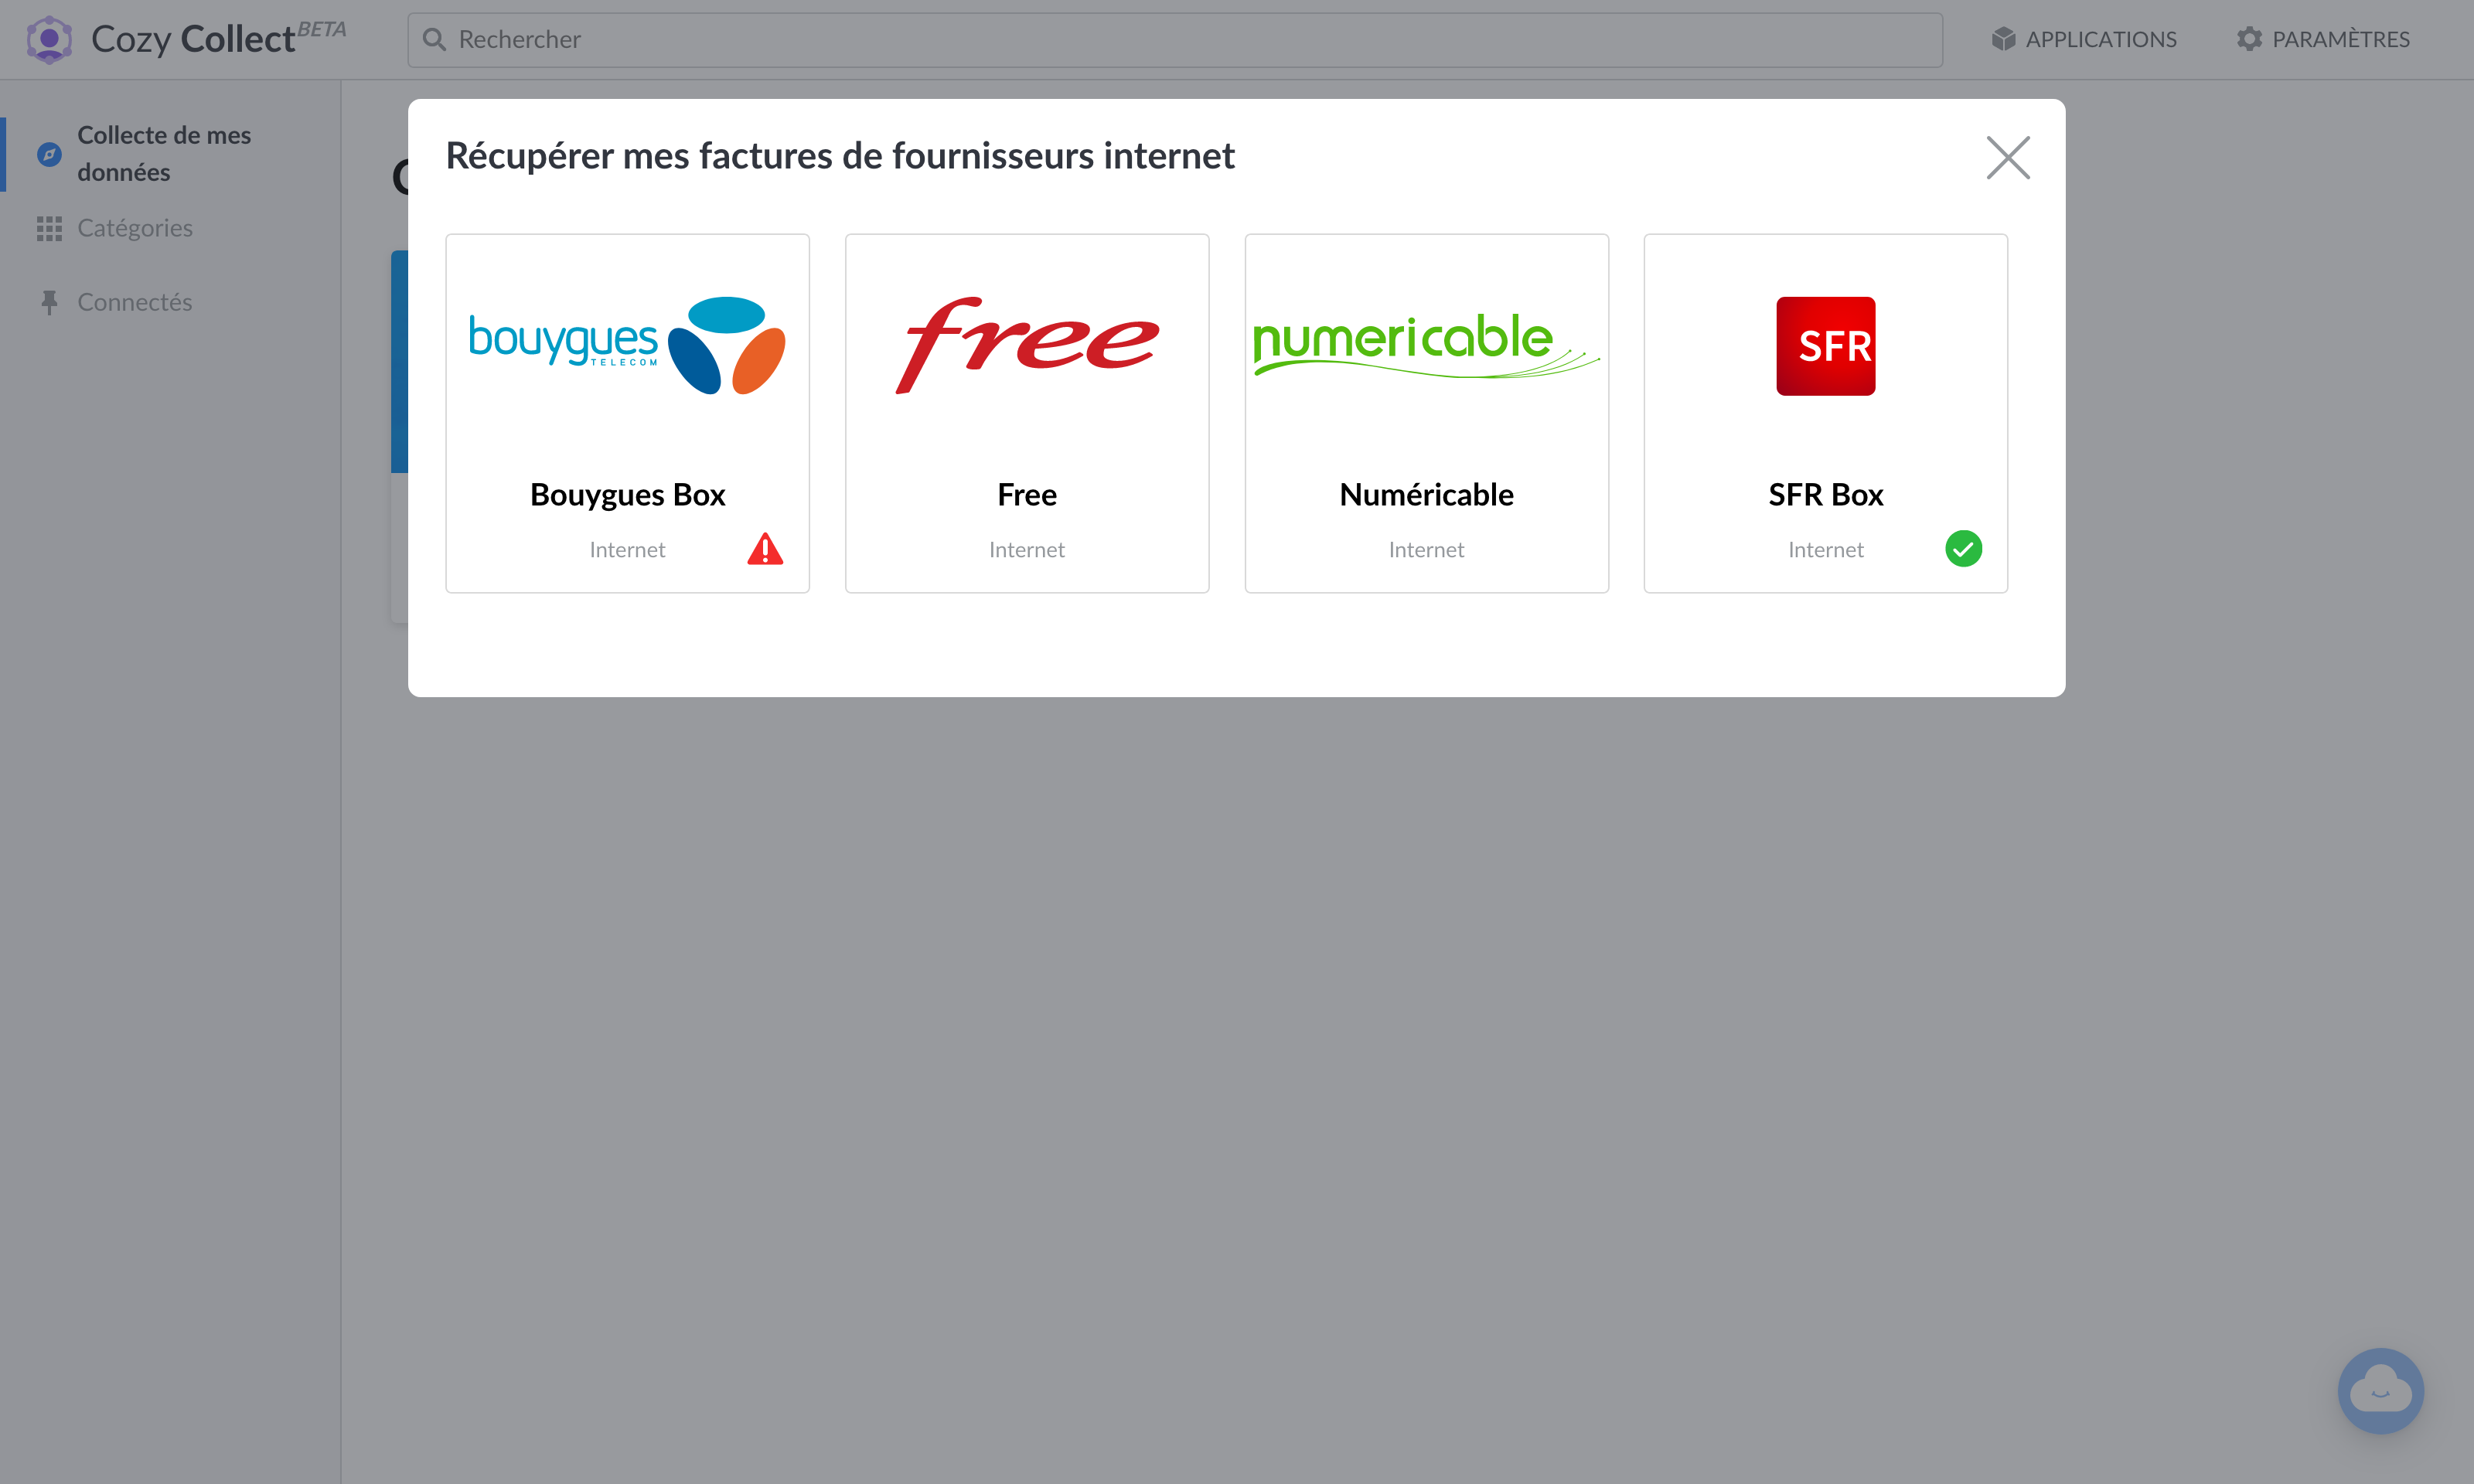 Cozy Collect BETA
Rechercher
APPLICATIONS
PARAMÈTRES
Collecte de mes
données
Catégories
Connectés
Récupérer mes factures de fournisseurs internet
bouygues
TELECOM
Bouygues Box
Internet
free
Free
Internet
numericable
Numéricable
Internet
SFR
SFR Box
Internet